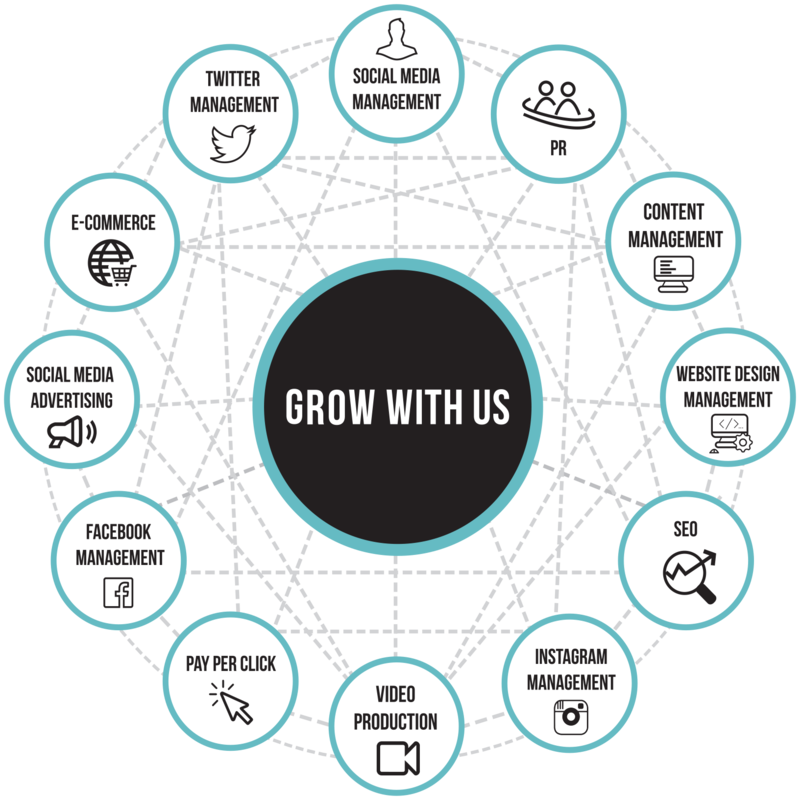 SOCIAL MEDIA
MANAGEMENT
PR
CONTENT
MANAGEMENT
WEBSITE DESIGN
MANAGEMENT
SEO
INSTAGRAM
MANAGEMENT
VIDEO
PRODUCTION
PAY PER CLICK
FACEBOOK
MANAGEMENT
SOCIAL MEDIA
ADVERTISING
E-COMMERCE
TWITTER
MANAGEMENT
GROW WITH US